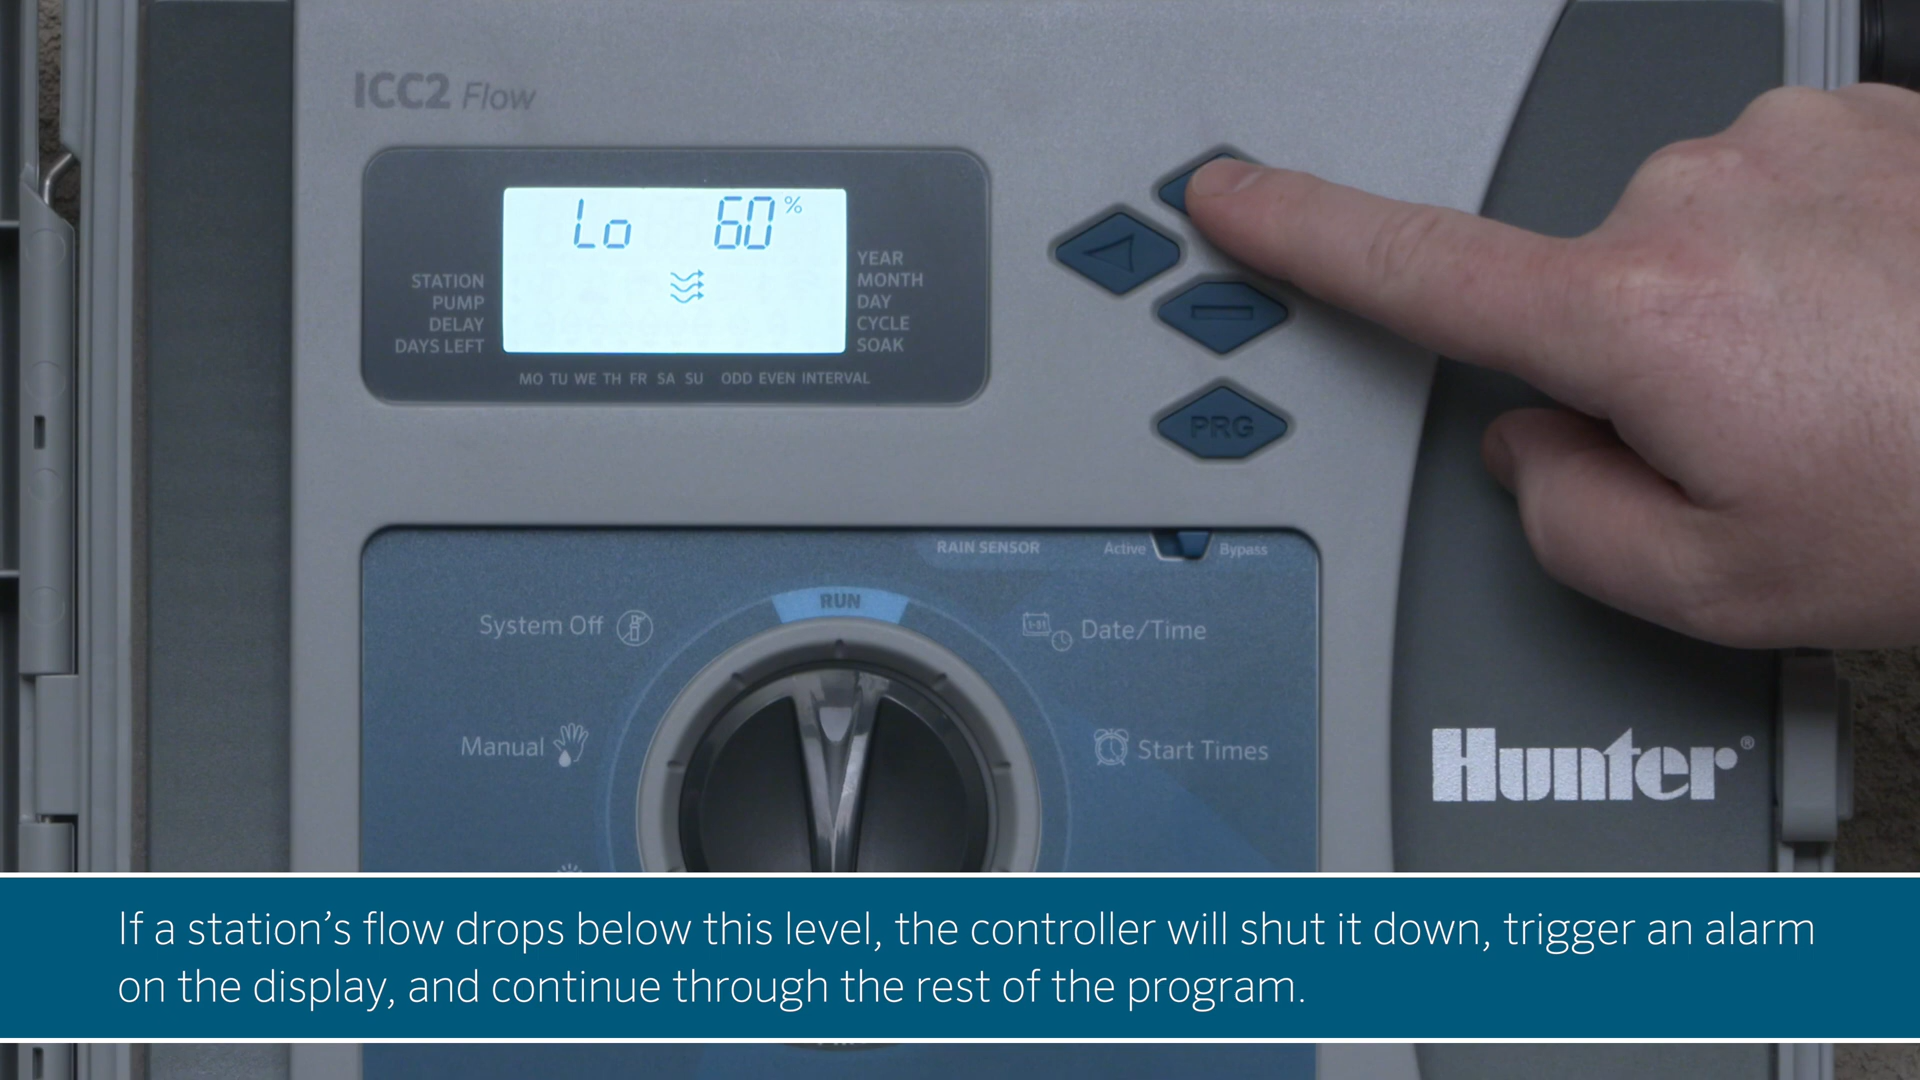 ICC2 Flow
Lo 60%
STATION
PUMP
DELAY
DAYS LEFT
YEAR
MONTH
DAY
CYCLE
SOAK
MO TU WE TH FR SA SU ODD EVEN INTERVAL
PRG
RAIN SENSOR Active Bypass
RUN
System Off
Date/Time
Manual
Start Times
Hunter®
If a station’s flow drops below this level, the controller will shut it down, trigger an alarm
on the display, and continue through the rest of the program.